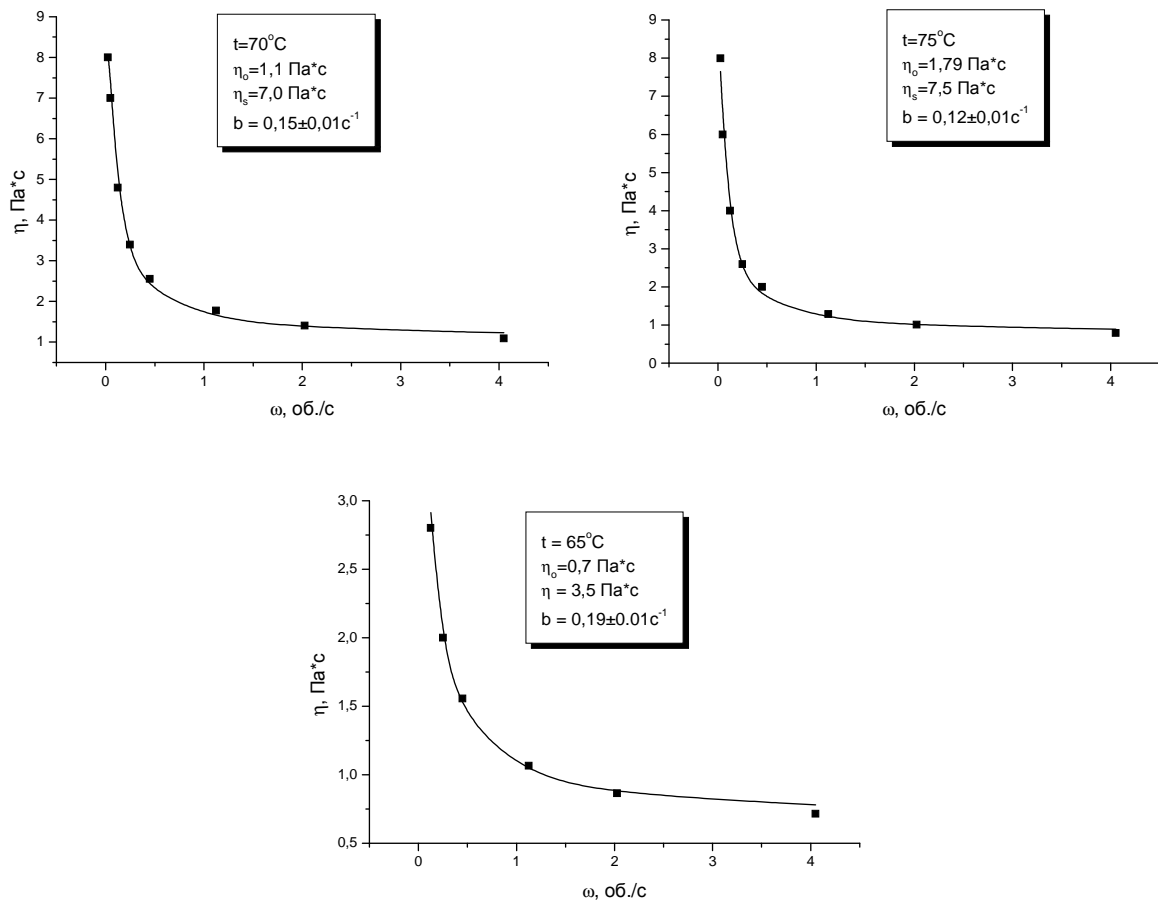 t=70°C
ηo=1,1 Па*с
ηs=7,0 Па*с
b = 0,15±0,01c-1
9
8
7
6
5
4
3
2
1
η, Па*с
0 1 2 3 4
ω, об./с
t=75°C
ηo=1,79 Па*с
ηs=7,5 Па*с
b = 0,12±0,01c-1
9
8
7
6
5
4
3
2
1
0
η, Па*с
0 1 2 3 4
ω, об./с
t = 65°C
ηo=0,7 Па*с
η = 3,5 Па*с
b = 0,19±0.01c-1
3,0
2,5
2,0
1,5
1,0
0,5
η, Па*с
0 1 2 3 4
ω, об./с